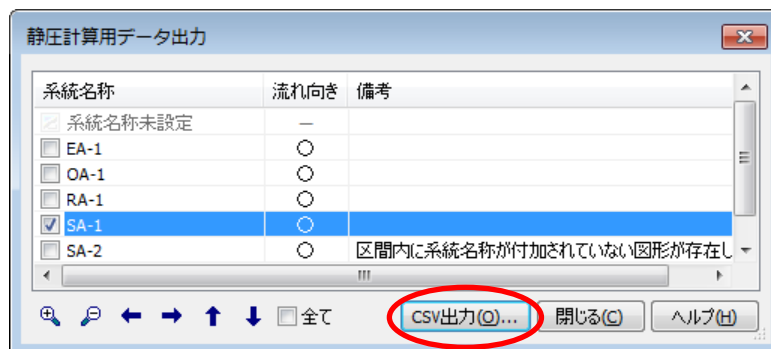 静圧計算用データ出力
系統名称 流れ向き 備考
系統名称未設定 －
EA-1 ○
OA-1 ○
RA-1 ○
SA-1 ○
SA-2 ○ 区間内に系統名称が付加されていない図形が存在し
全て CSV出力(O)... 閉じる(C) ヘルプ(H)